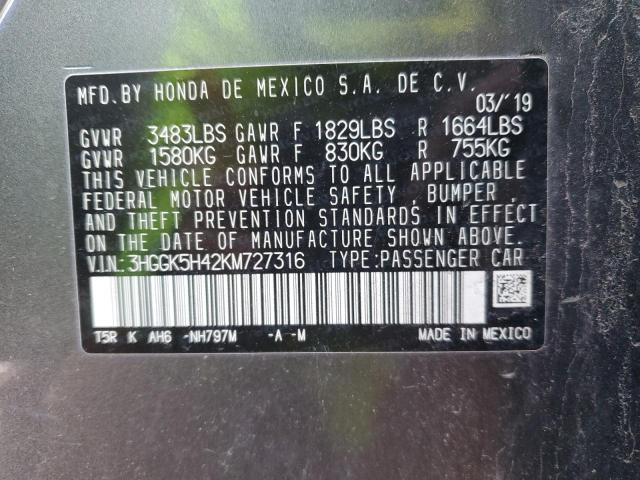 MFD. BY HONDA DE MEXICO S.A. DE C.V.
03/'19
GVWR 3483LBS GAWR F 1829LBS R 1664LBS
GVWR 1580KG GAWR F 830KG R 755KG
THIS VEHICLE CONFORMS TO ALL APPLICABLE
FEDERAL MOTOR VEHICLE SAFETY , BUMPER ,
AND THEFT PREVENTION STANDARDS IN EFFECT
ON THE DATE OF MANUFACTURE SHOWN ABOVE.
V.I.N.: 3HGGK5H42KM727316 TYPE:PASSENGER CAR
T5R K AH6 -NH797M -A -M MADE IN MEXICO